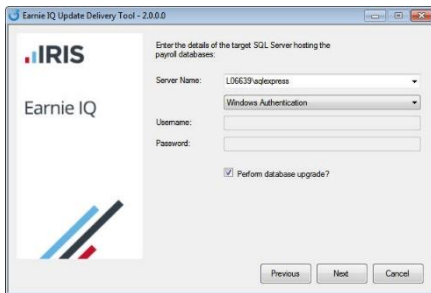 Earnie IQ Update Delivery Tool - 2.0.0.0
IRIS
Earnie IQ
Enter the details of the target SQL Server hosting the
payroll databases:
Server Name:
L06639\sqlexpress
Windows Authentication
Username:
Password:
Perform database upgrade?
Previous
Next
Cancel